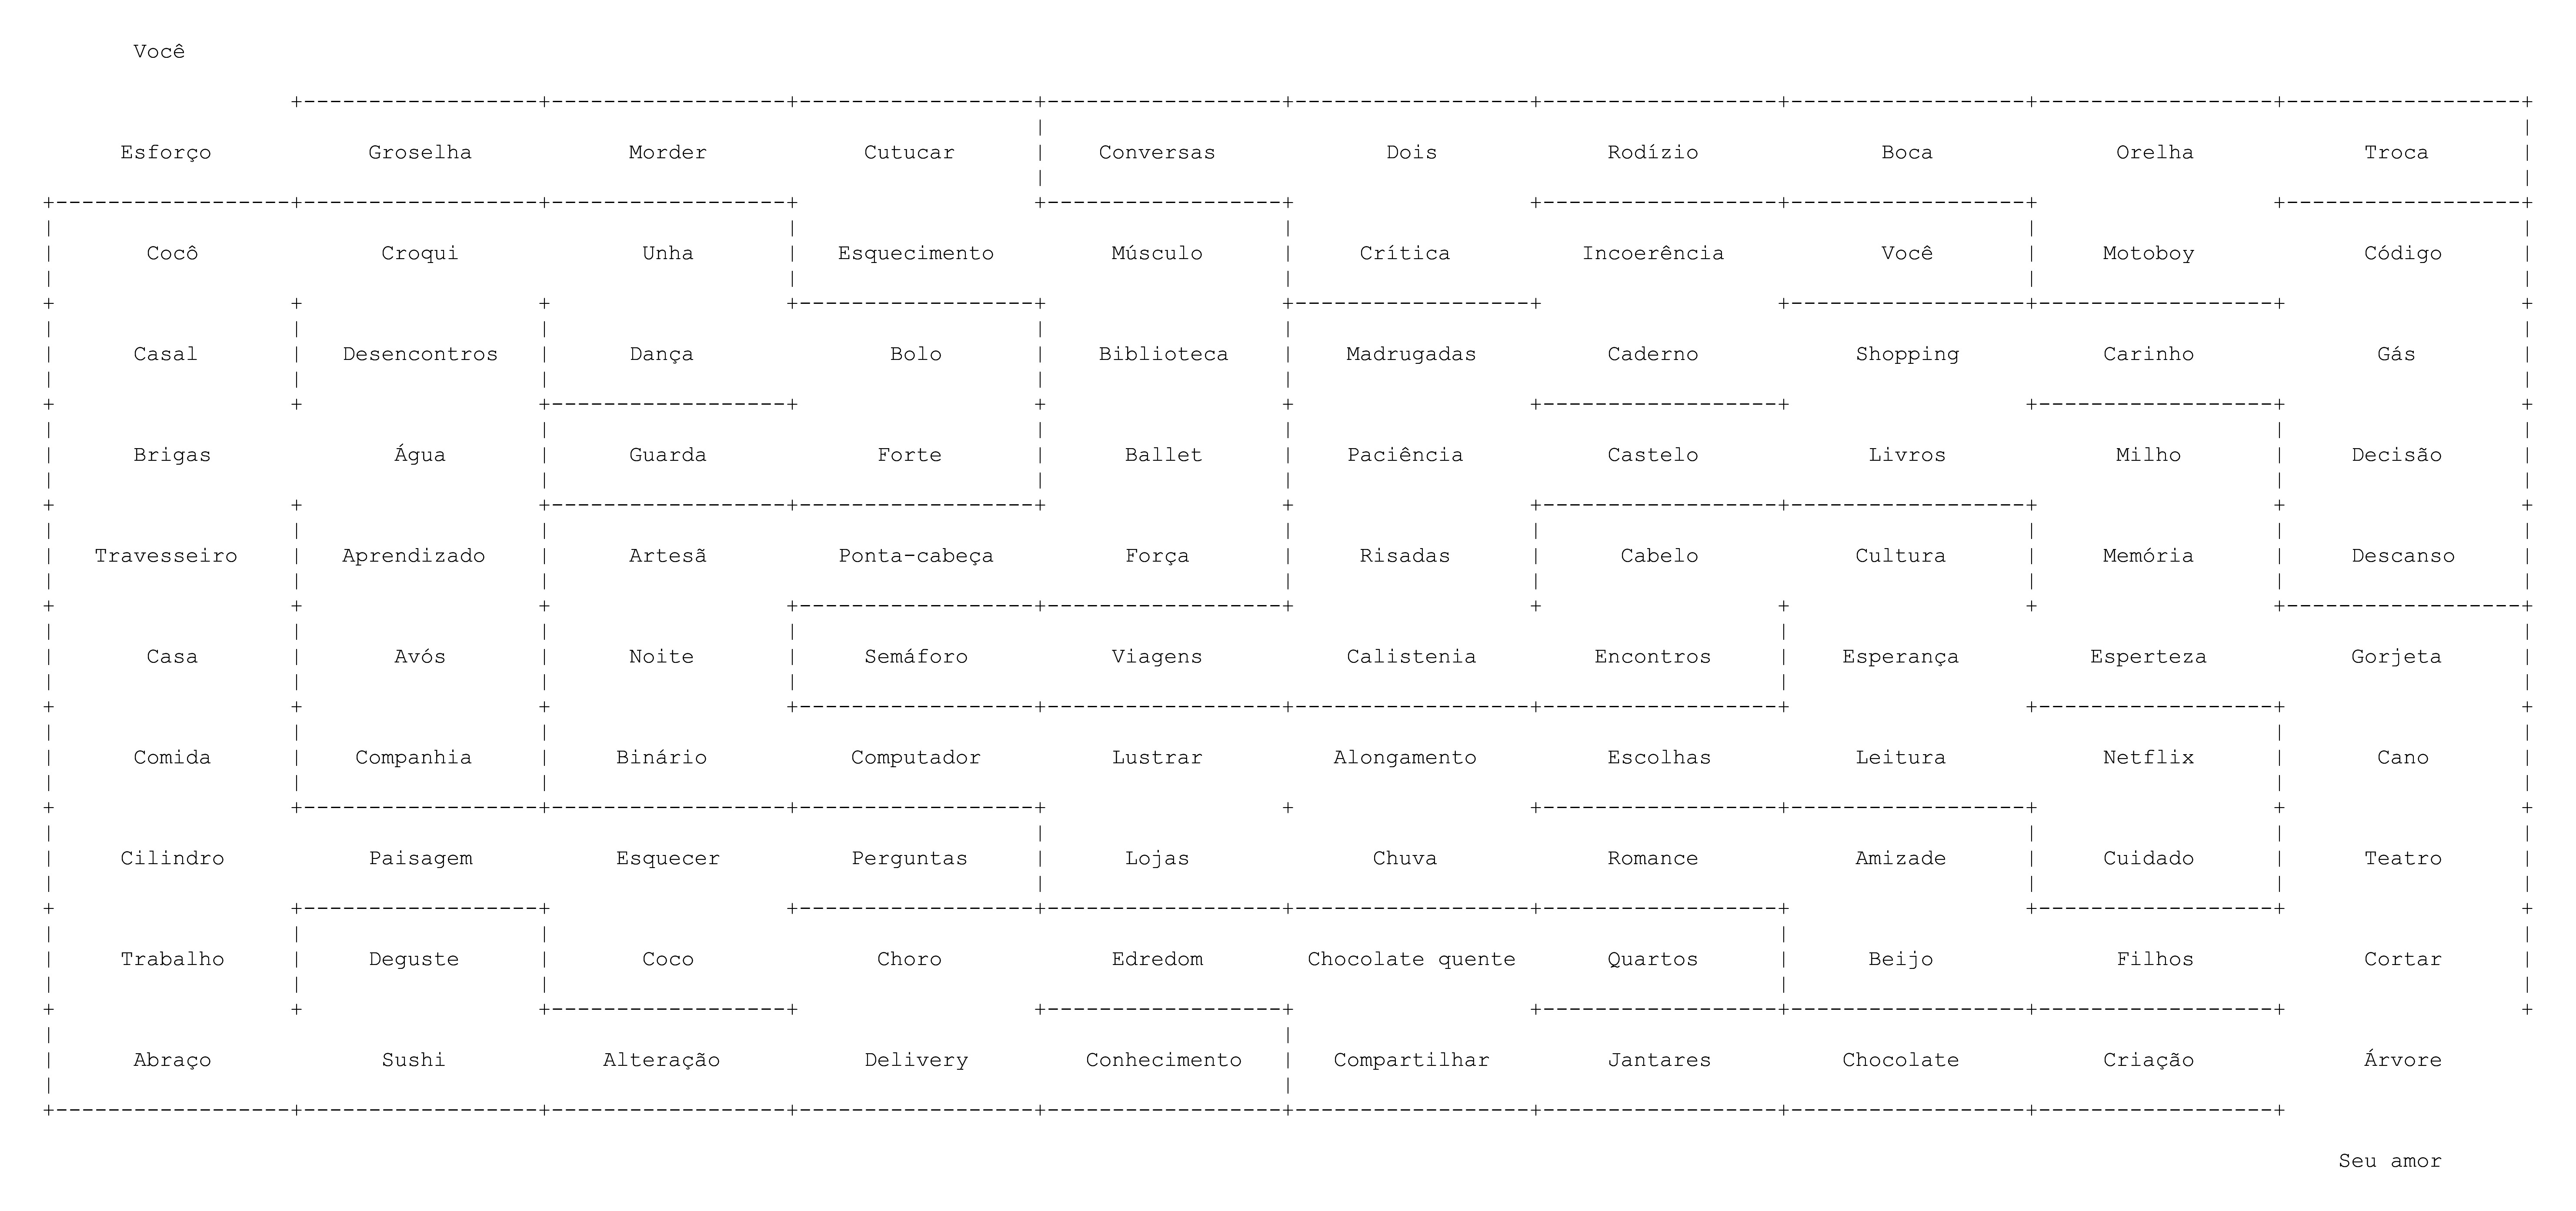 Você
Esforço Groselha Morder Cutucar Conversas Dois Rodízio Boca Orelha Troca
Cocô Croqui Unha Esquecimento Músculo Crítica Incoerência Você Motoboy Código
Casal Desencontros Dança Bolo Biblioteca Madrugadas Caderno Shopping Carinho Gás
Brigas Água Guarda Forte Ballet Paciência Castelo Livros Milho Decisão
Travesseiro Aprendizado Artesã Ponta-cabeça Força Risadas Cabelo Cultura Memória Descanso
Casa Avós Noite Semáforo Viagens Calistenia Encontros Esperança Esperteza Gorjeta
Comida Companhia Binário Computador Lustrar Alongamento Escolhas Leitura Netflix Cano
Cilindro Paisagem Esquecer Perguntas Lojas Chuva Romance Amizade Cuidado Teatro
Trabalho Deguste Coco Choro Edredom Chocolate quente Quartos Beijo Filhos Cortar
Abraço Sushi Alteração Delivery Conhecimento Compartilhar Jantares Chocolate Criação Árvore
Seu amor